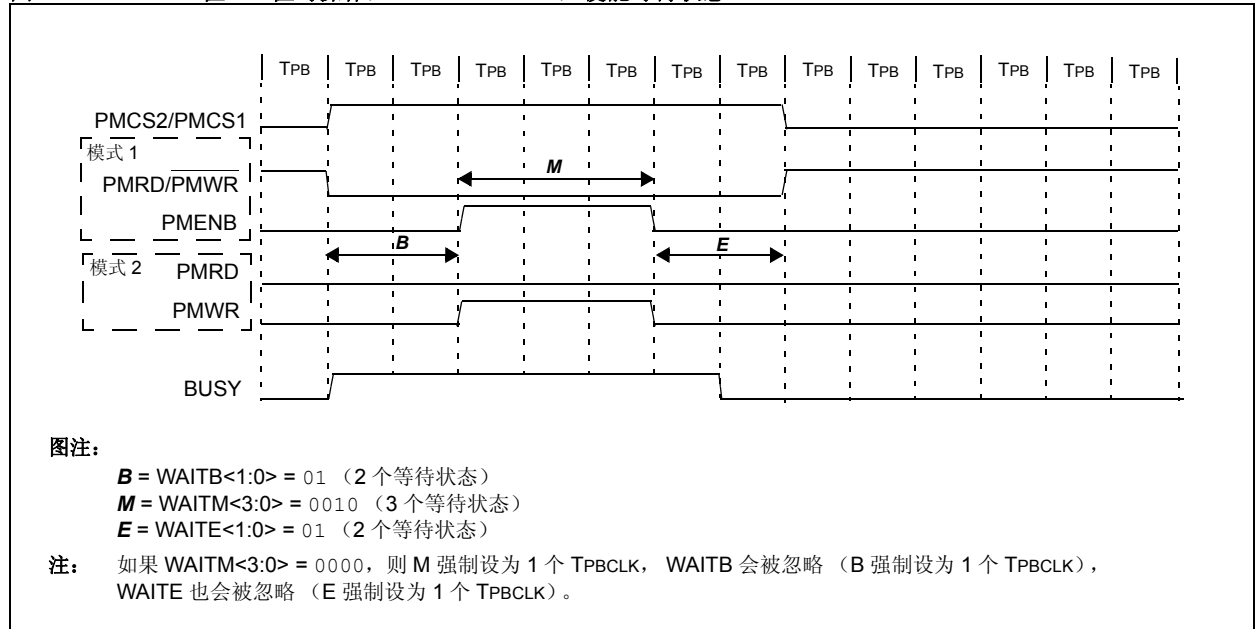 TPB TPB TPB TPB TPB TPB TPB TPB TPB TPB TPB TPB TPB TPB
PMCS2/PMCS1
模式 1
M
PMRD/PMWR
PMENB
B
E
模式 2
PMRD
PMWR
BUSY
图注：
B = WAITB<1:0> = 01 （2 个等待状态）
M = WAITM<3:0> = 0010 （3 个等待状态）
E = WAITE<1:0> = 01 （2 个等待状态）
注： 如果 WAITM<3:0> = 0000，则 M 强制设为 1 个 TPBCLK， WAITB 会被忽略 （B 强制设为 1 个 TPBCLK），
WAITE 也会被忽略 （E 强制设为 1 个 TPBCLK）。